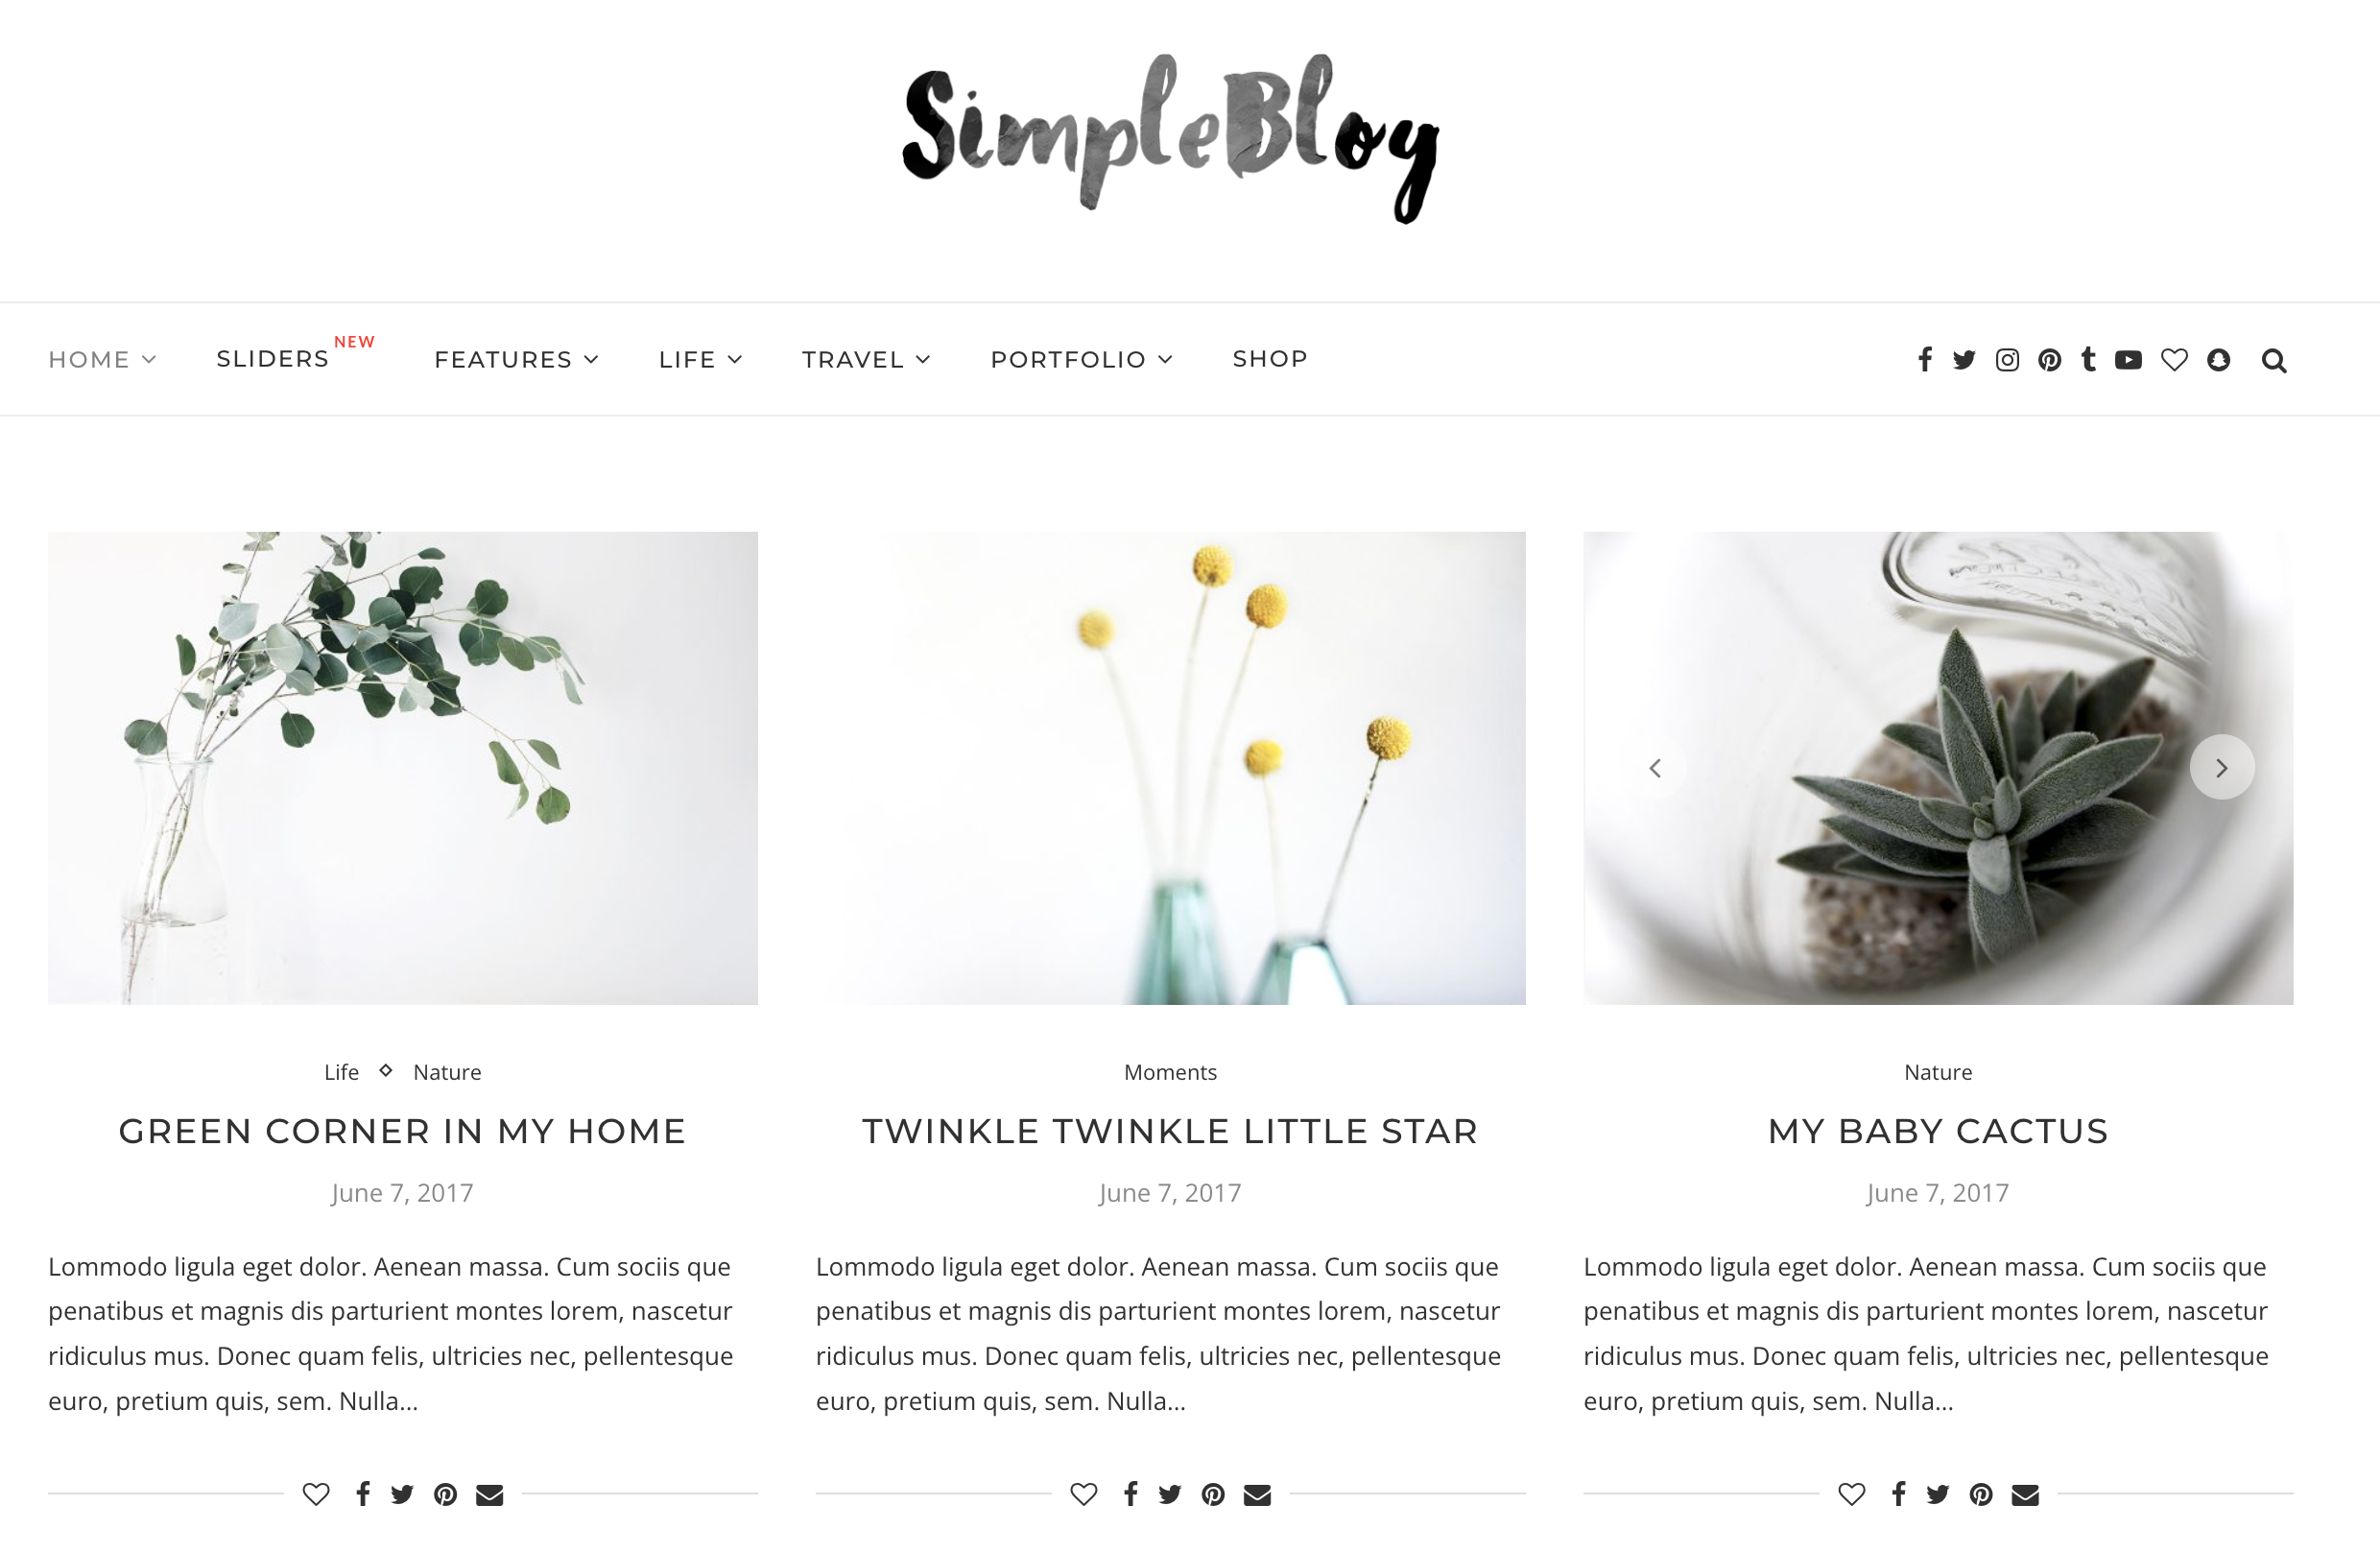 SimpleBlog
HOME SLIDERS NEW FEATURES LIFE TRAVEL PORTFOLIO SHOP
Life Nature
GREEN CORNER IN MY HOME
June 7, 2017
Lommodo ligula eget dolor. Aenean massa. Cum sociis que
penatibus et magnis dis parturient montes lorem, nascetur
ridiculus mus. Donec quam felis, ultricies nec, pellentesque
euro, pretium quis, sem. Nulla...
Moments
TWINKLE TWINKLE LITTLE STAR
June 7, 2017
Lommodo ligula eget dolor. Aenean massa. Cum sociis que
penatibus et magnis dis parturient montes lorem, nascetur
ridiculus mus. Donec quam felis, ultricies nec, pellentesque
euro, pretium quis, sem. Nulla...
Nature
MY BABY CACTUS
June 7, 2017
Lommodo ligula eget dolor. Aenean massa. Cum sociis que
penatibus et magnis dis parturient montes lorem, nascetur
ridiculus mus. Donec quam felis, ultricies nec, pellentesque
euro, pretium quis, sem. Nulla...